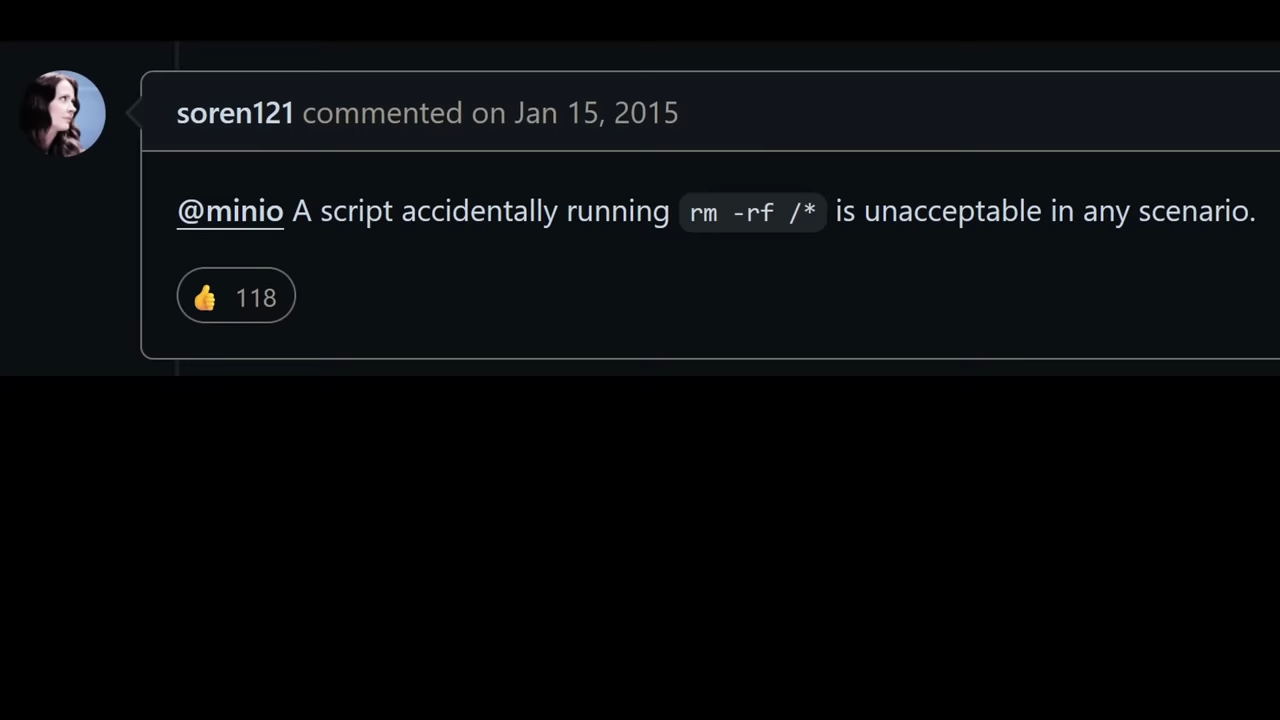 soren121 commented on Jan 15, 2015
@minio A script accidentally running rm -rf /* is unacceptable in any scenario.
👍 118